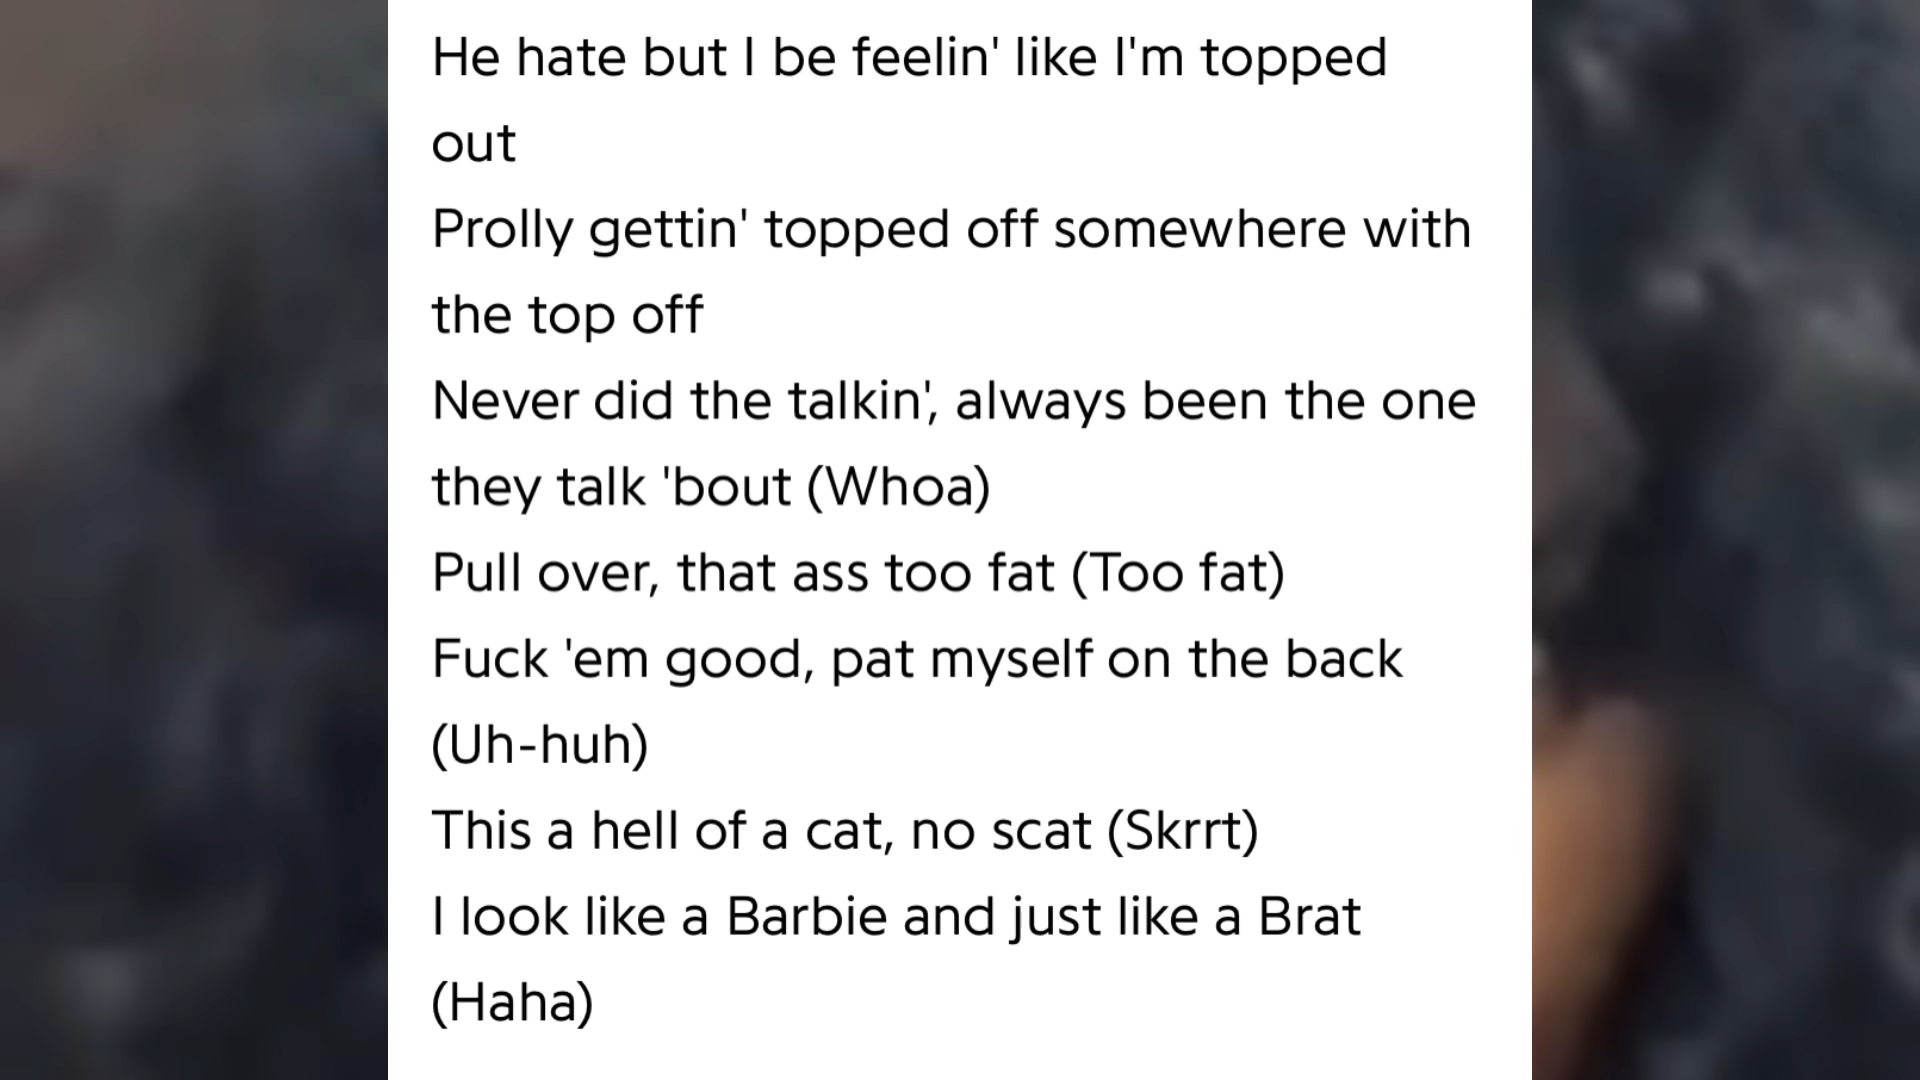 He hate but I be feelin' like I'm topped
out
Prolly gettin' topped off somewhere with
the top off
Never did the talkin', always been the one
they talk 'bout (Whoa)
Pull over, that ass too fat (Too fat)
Fuck 'em good, pat myself on the back
(Uh-huh)
This a hell of a cat, no scat (Skrrt)
I look like a Barbie and just like a Brat
(Haha)